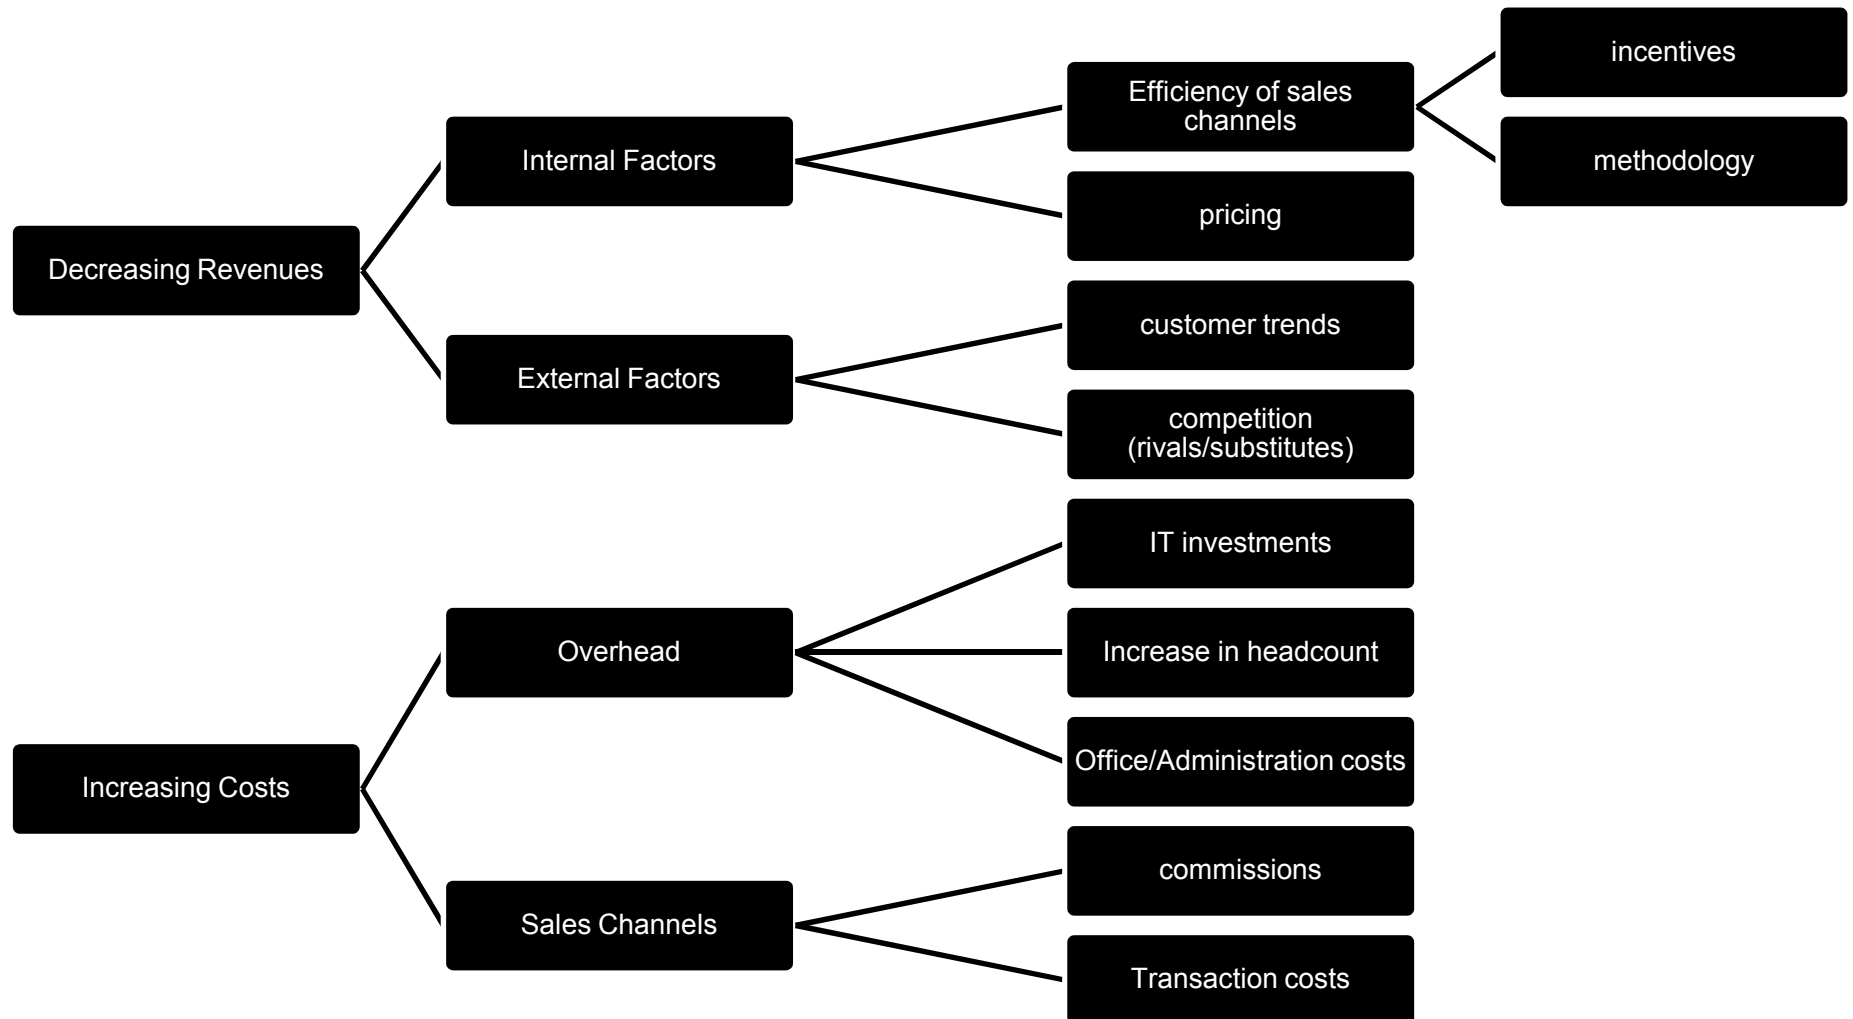 Decreasing Revenues
Internal Factors
Efficiency of sales
channels
incentives
methodology
pricing
External Factors
customer trends
competition
(rivals/substitutes)
Increasing Costs
Overhead
IT investments
Increase in headcount
Office/Administration costs
Sales Channels
commissions
Transaction costs